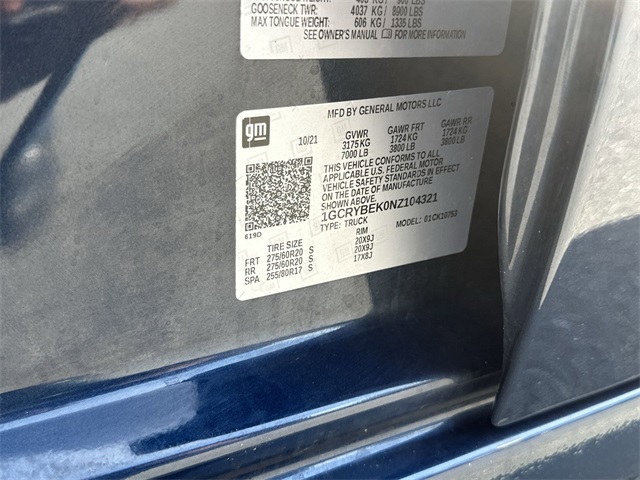 GOOSENECK TWR: 4037 KG / 8900 LBS
MAX TONGUE WEIGHT: 606 KG / 1335 LBS
SEE OWNER'S MANUAL FOR MORE INFORMATION
gm
MFD BY GENERAL MOTORS LLC
10/21 GVWR GAWR FRT GAWR RR
3175 KG 1724 KG 1724 KG
7000 LB 3800 LB 3800 LB
THIS VEHICLE CONFORMS TO ALL
APPLICABLE U.S. FEDERAL MOTOR
VEHICLE SAFETY STANDARDS IN EFFECT
ON THE DATE OF MANUFACTURE
SHOWN ABOVE.
1GCRYBEK0NZ104321
TYPE: TRUCK 01CK10753
619D
TIRE SIZE RIM
FRT 275/60R20 S 20X9J
RR 275/60R20 S 20X9J
SPA 255/80R17 S 17X8J